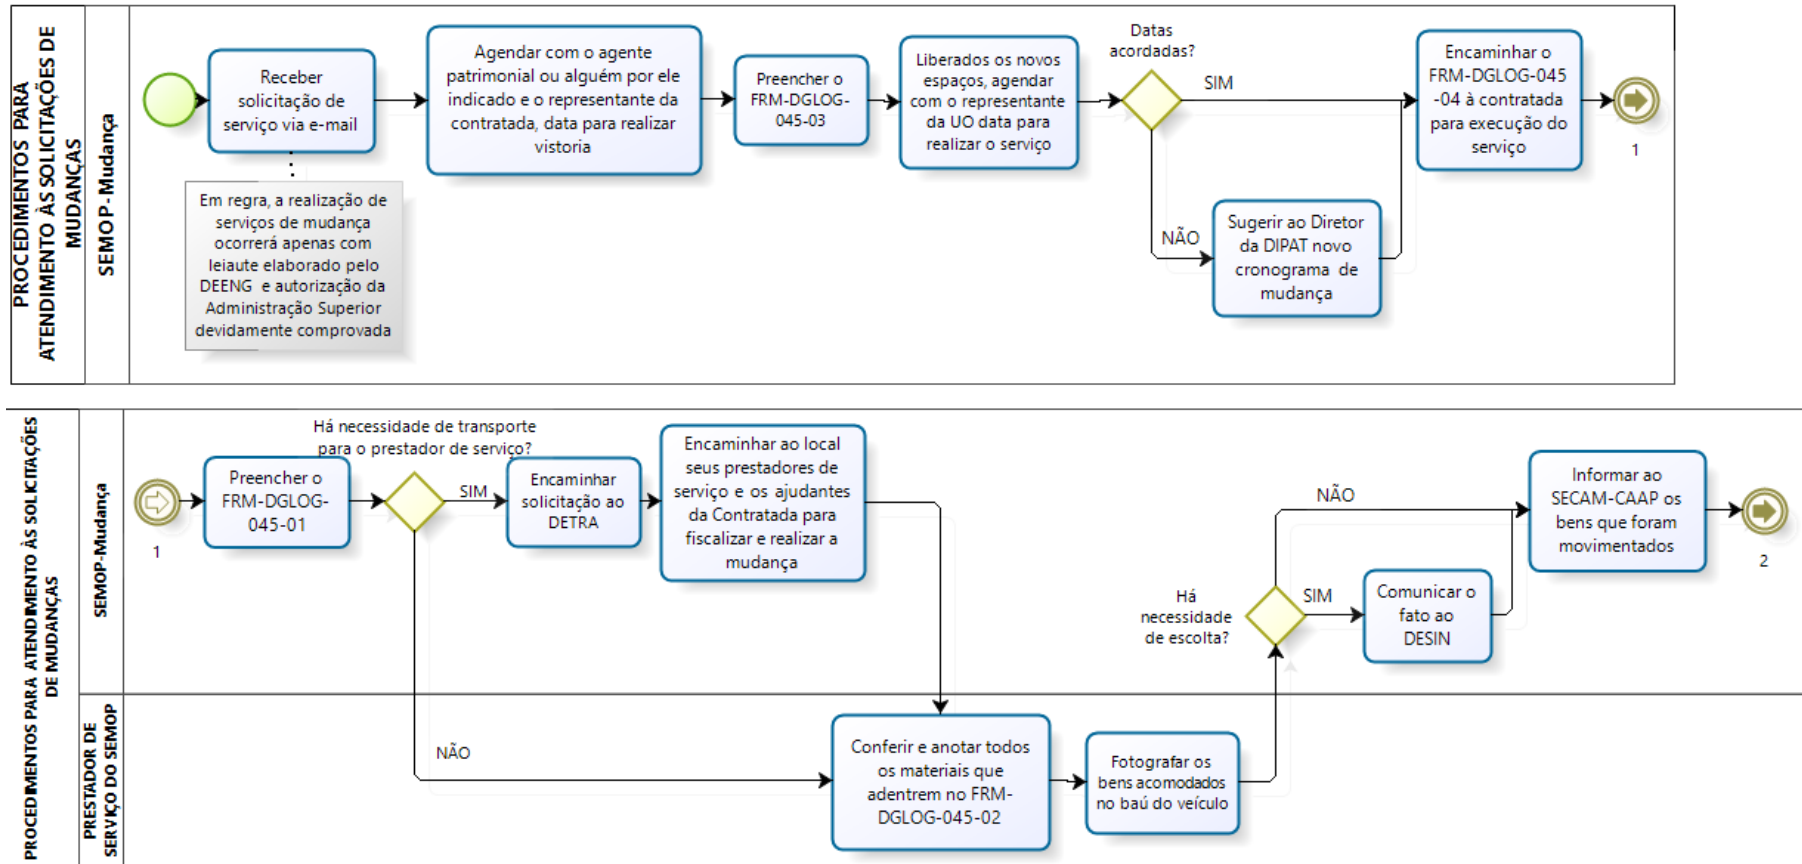 PROCEDIMENTOS PARA
ATENDIMENTO ÀS SOLICITAÇÕES DE
MUDANÇAS
SEMOP-Mudança
Receber
solicitação de
serviço via e-mail
Em regra, a realização de
serviços de mudança
ocorrerá apenas com
leiaute elaborado pelo
DEENG e autorização da
Administração Superior
devidamente comprovada
Agendar com o agente
patrimonial ou alguém por ele
indicado e o representante da
contratada, data para realizar
vistoria
Preencher o
FRM-DGLOG-
045-03
Liberados os novos
espaços, agendar
com o representante
da UO data para
realizar o serviço
Datas
acordadas?
SIM
NÃO
Sugerir ao Diretor
da DIPAT novo
cronograma de
mudança
Encaminhar o
FRM-DGLOG-045
-04 à contratada
para execução do
serviço
1
PROCEDIMENTOS PARA ATENDIMENTO ÀS SOLICITAÇÕES
DE MUDANÇAS
SEMOP-Mudança
1
Preencher o
FRM-DGLOG-
045-01
Há necessidade de transporte
para o prestador de serviço?
SIM
NÃO
Encaminhar
solicitação ao
DETRA
Encaminhar ao local
seus prestadores de
serviço e os ajudantes
da Contratada para
fiscalizar e realizar a
mudança
PRESTADOR DE
SERVIÇO DO SEMOP
Conferir e anotar todos
os materiais que
adentrem no FRM-
DGLOG-045-02
Fotografar os
bens acomodados
no baú do veículo
Há
necessidade
de escolta?
NÃO
SIM
Comunicar o
fato ao
DESIN
Informar ao
SECAM-CAAP os
bens que foram
movimentados
2